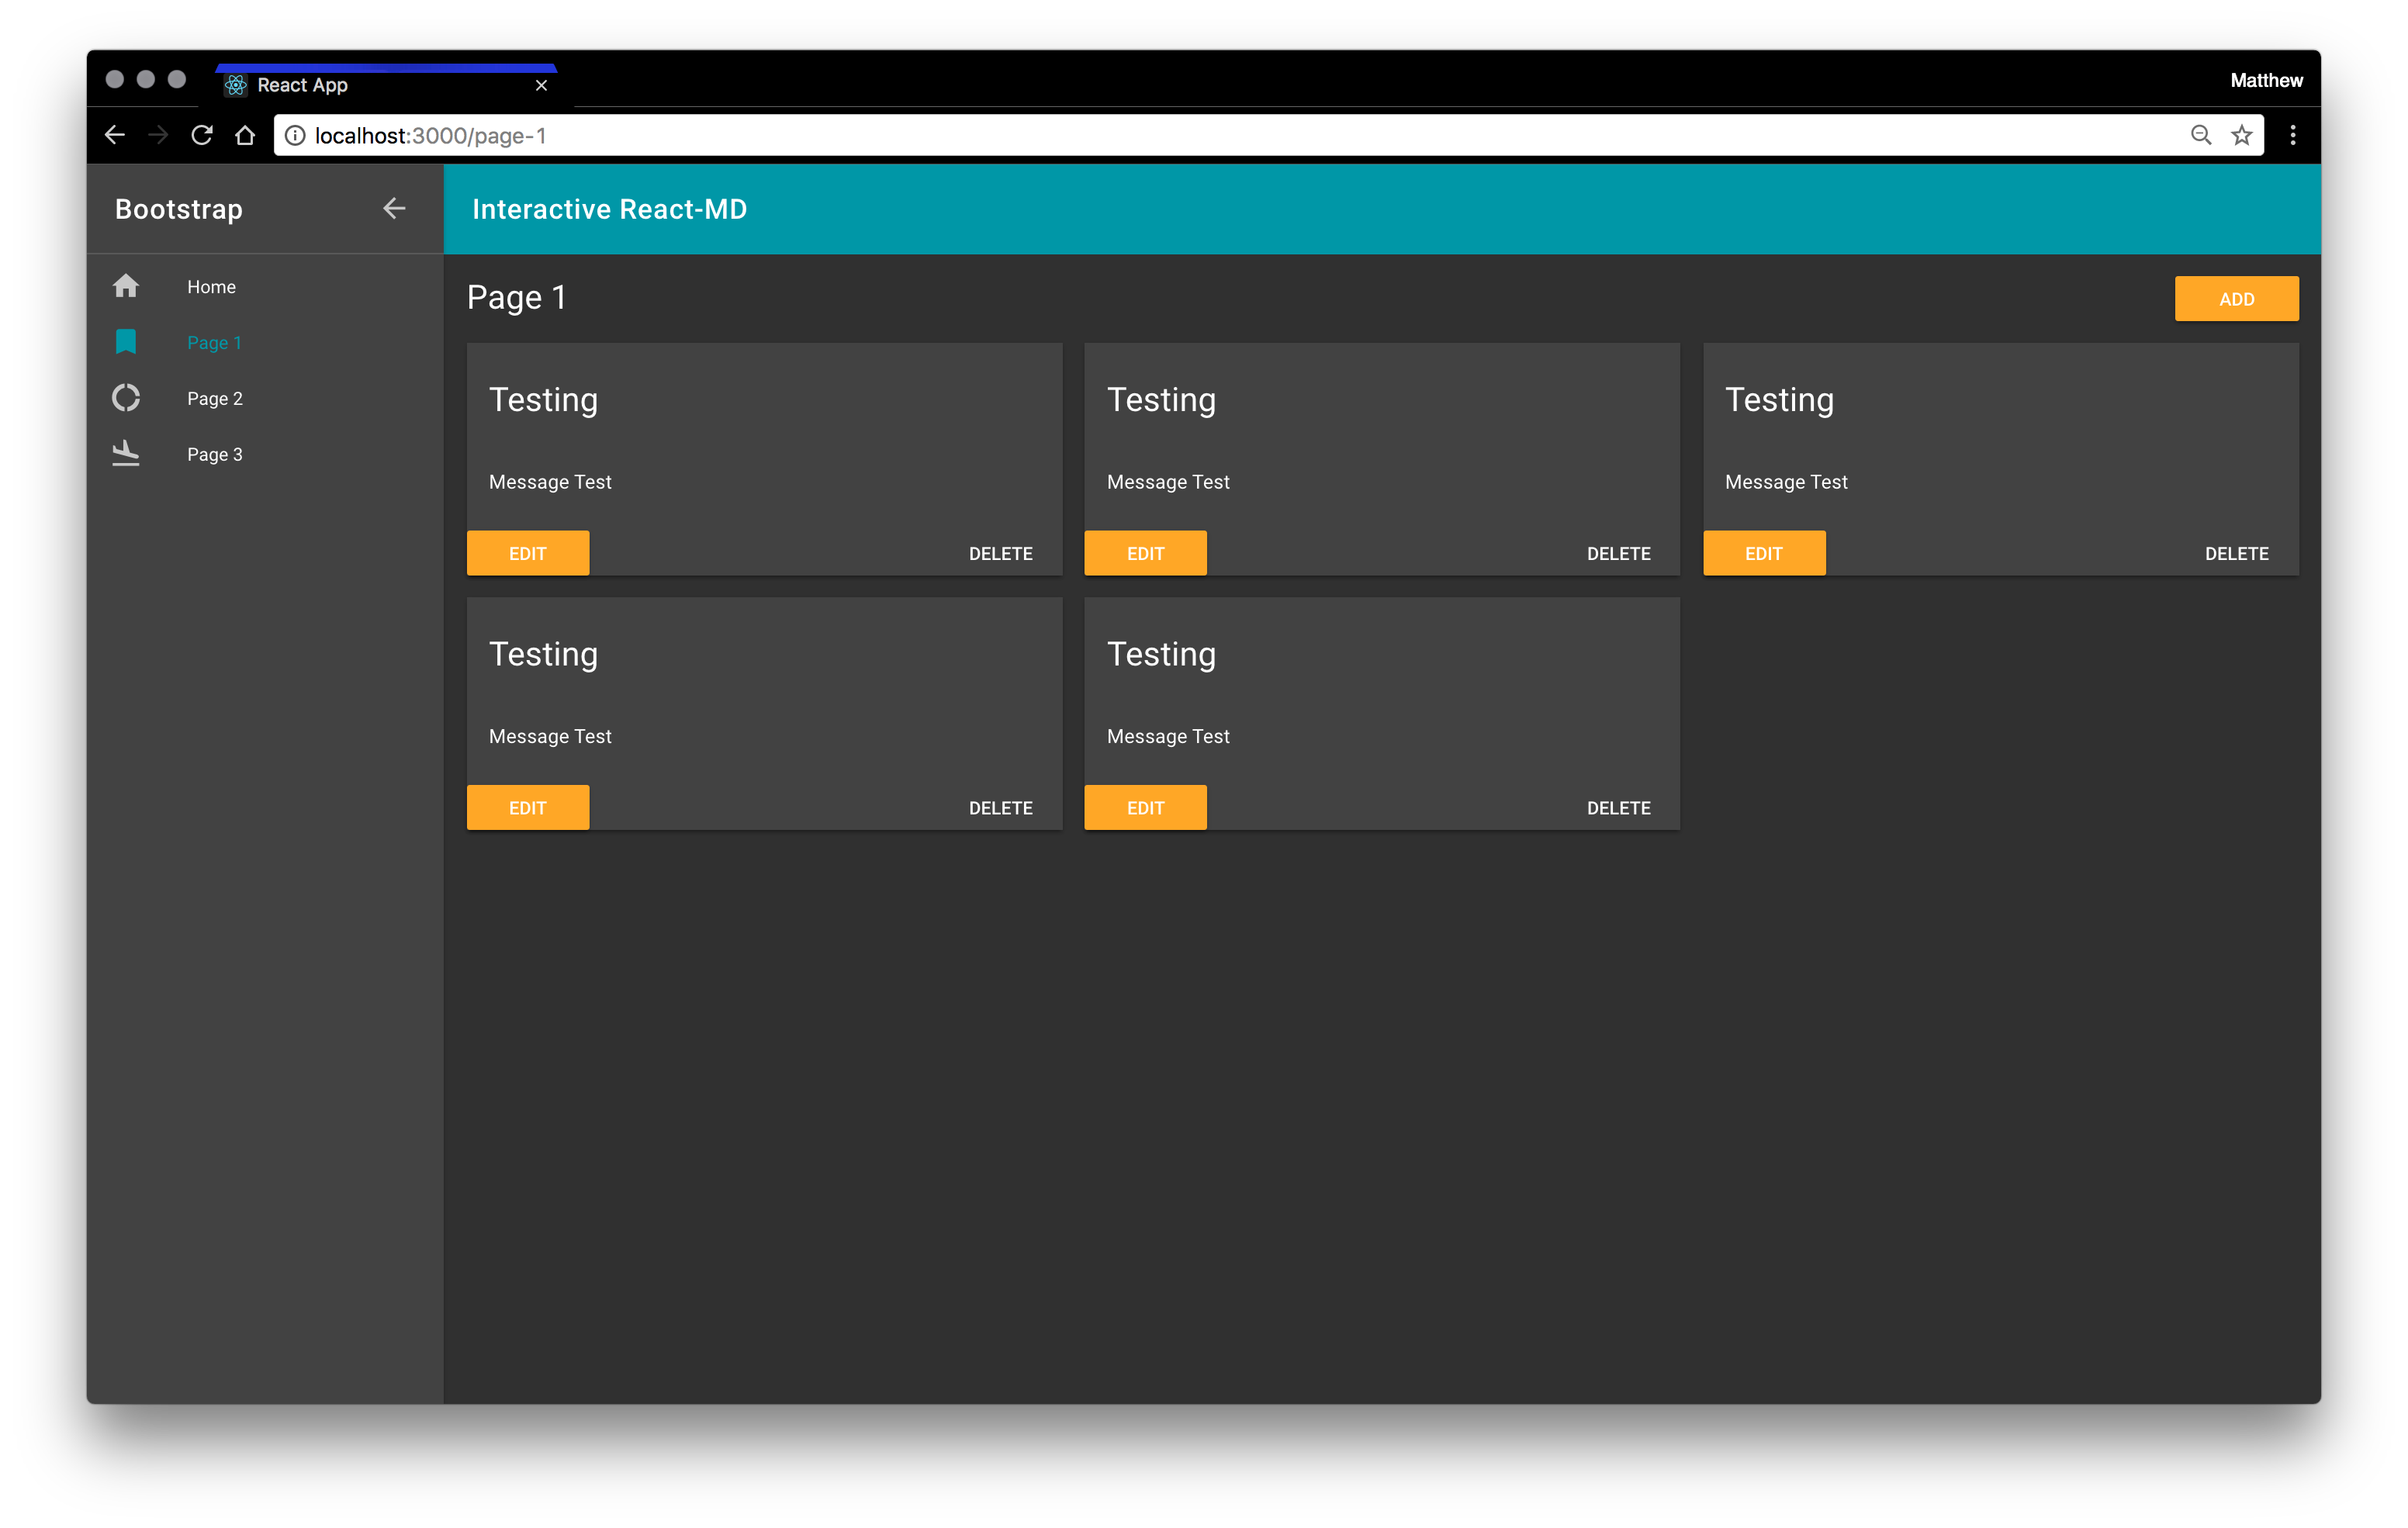 React App
Matthew
localhost:3000/page-1
Bootstrap
Interactive React-MD
Home
Page 1
Page 2
Page 3
Page 1
ADD
Testing
Message Test
EDIT DELETE
Testing
Message Test
EDIT DELETE
Testing
Message Test
EDIT DELETE
Testing
Message Test
EDIT DELETE
Testing
Message Test
EDIT DELETE